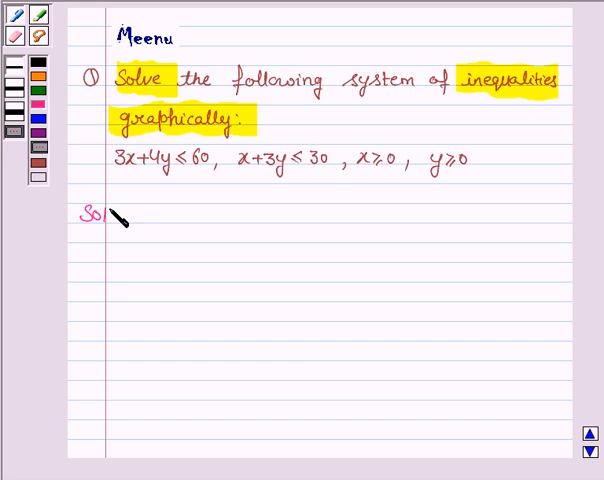 Meenu
① Solve the following system of inequalities
graphically:
3x+4y ≤ 60, x+3y ≤ 30, x ≥ 0, y ≥ 0
Sol